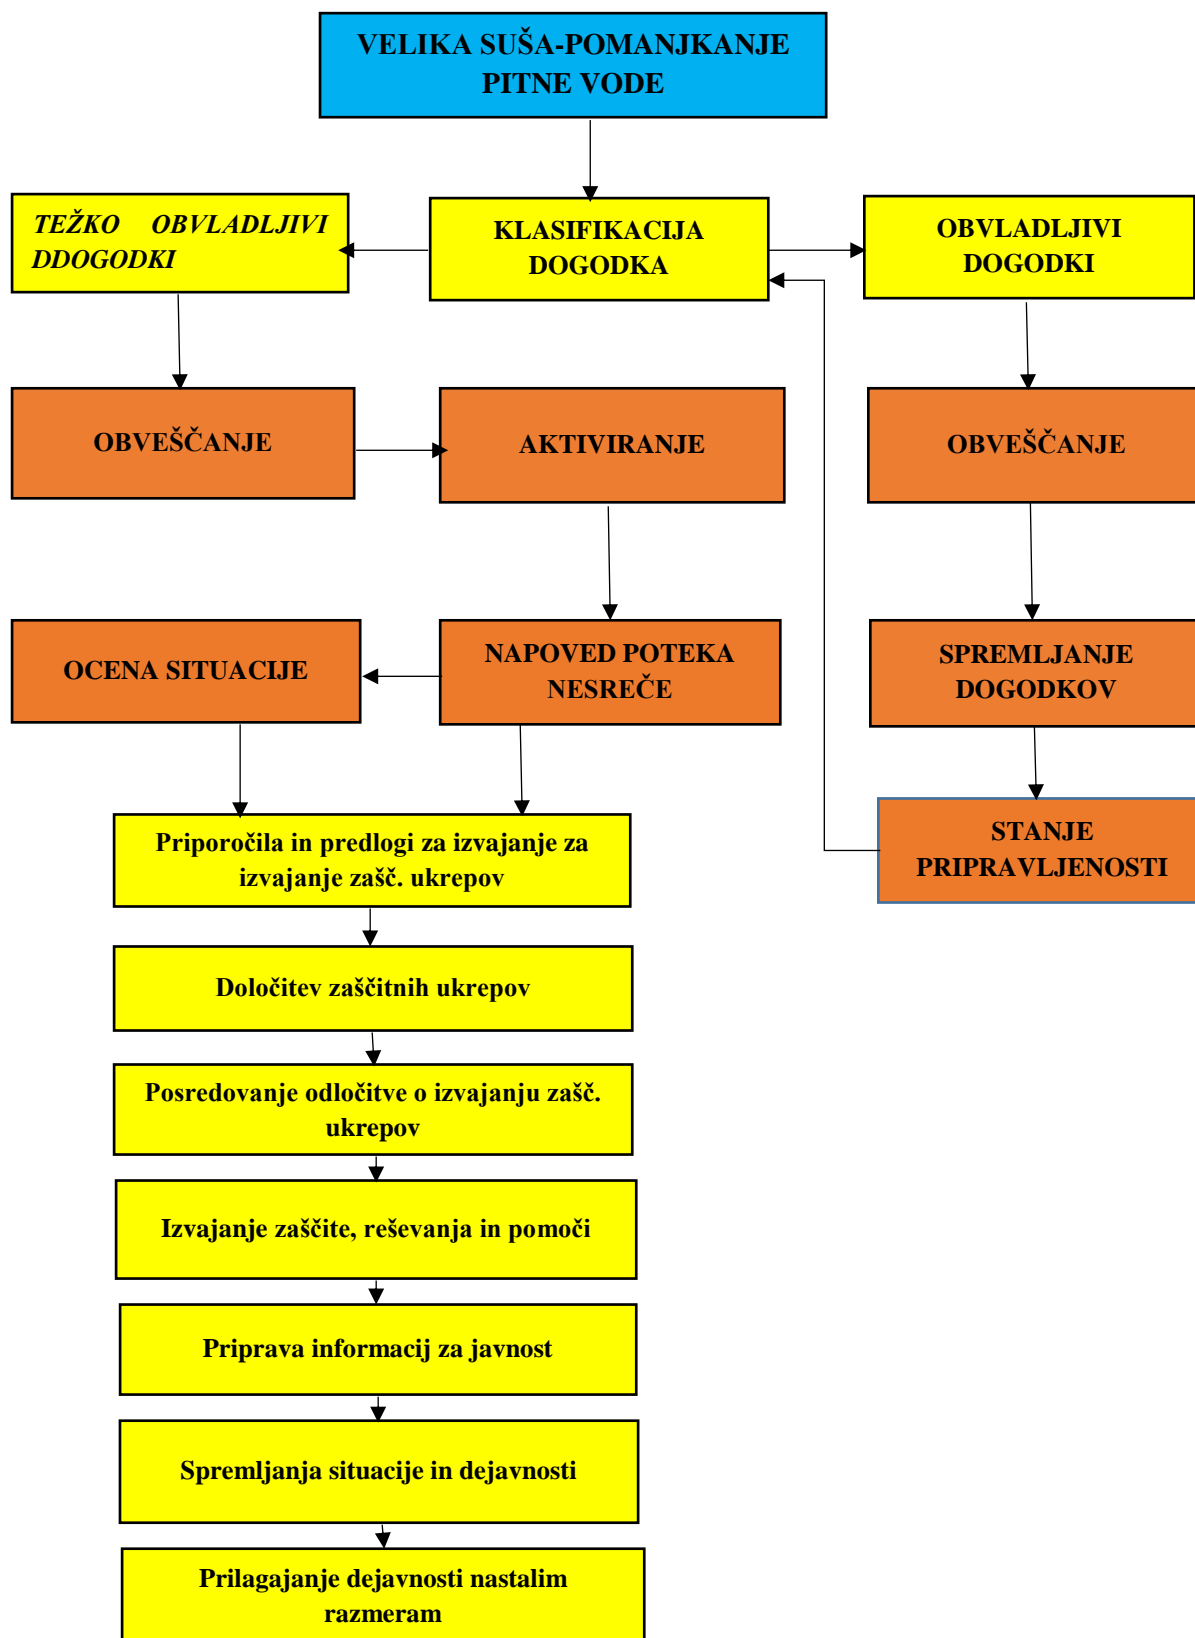 VELIKA SUŠA-POMANJKANJE
PITNE VODE
TEŽKO OBVLADLJIVI
DDOGODKI
KLASIFIKACIJA
DOGODKA
OBVLADLJIVI
DOGODKI
OBVEŠČANJE
AKTIVIRANJE
OBVEŠČANJE
OCENA SITUACIJE
NAPOVED POTEKA
NESREČE
SPREMLJANJE
DOGODKOV
Priporočila in predlogi za izvajanje za
izvajanje zašč. ukrepov
STANJE
PRIPRAVLJENOSTI
Določitev zaščitnih ukrepov
Posredovanje odločitve o izvajanju zašč.
ukrepov
Izvajanje zaščite, reševanja in pomoči
Priprava informacij za javnost
Spremljanja situacije in dejavnosti
Prilagajanje dejavnosti nastalim
razmeram